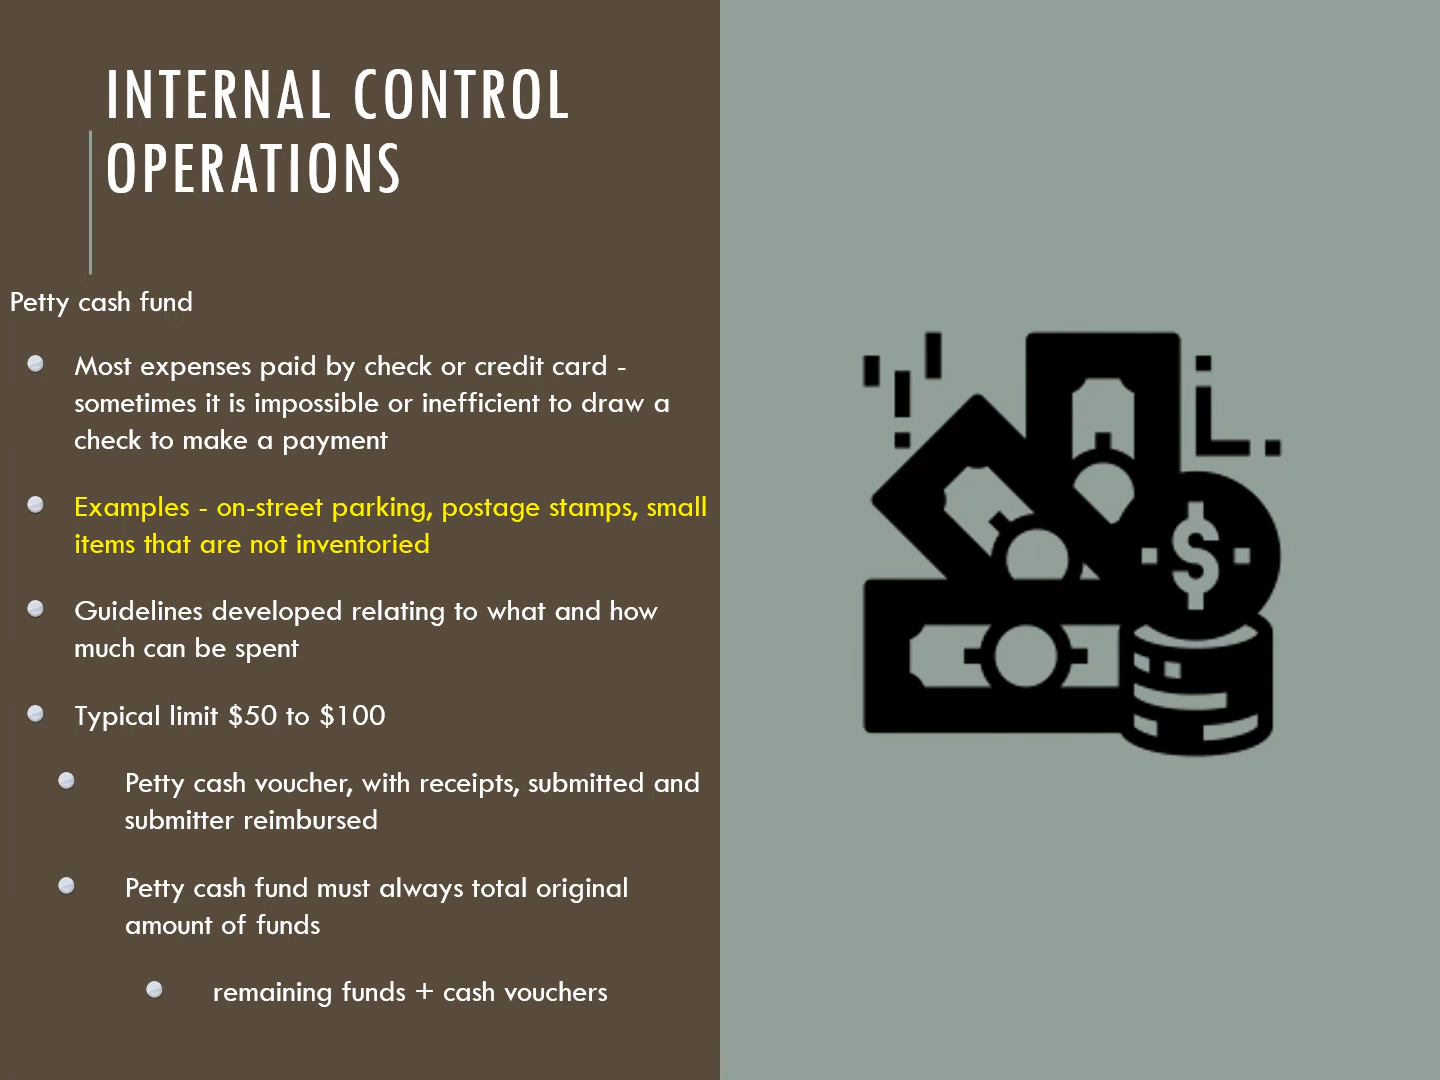 INTERNAL CONTROL
OPERATIONS
Petty cash fund
Most expenses paid by check or credit card -
sometimes it is impossible or inefficient to draw a
check to make a payment
Examples - on-street parking, postage stamps, small
items that are not inventoried
Guidelines developed relating to what and how
much can be spent
Typical limit $50 to $100
Petty cash voucher, with receipts, submitted and
submitter reimbursed
Petty cash fund must always total original
amount of funds
remaining funds + cash vouchers
$